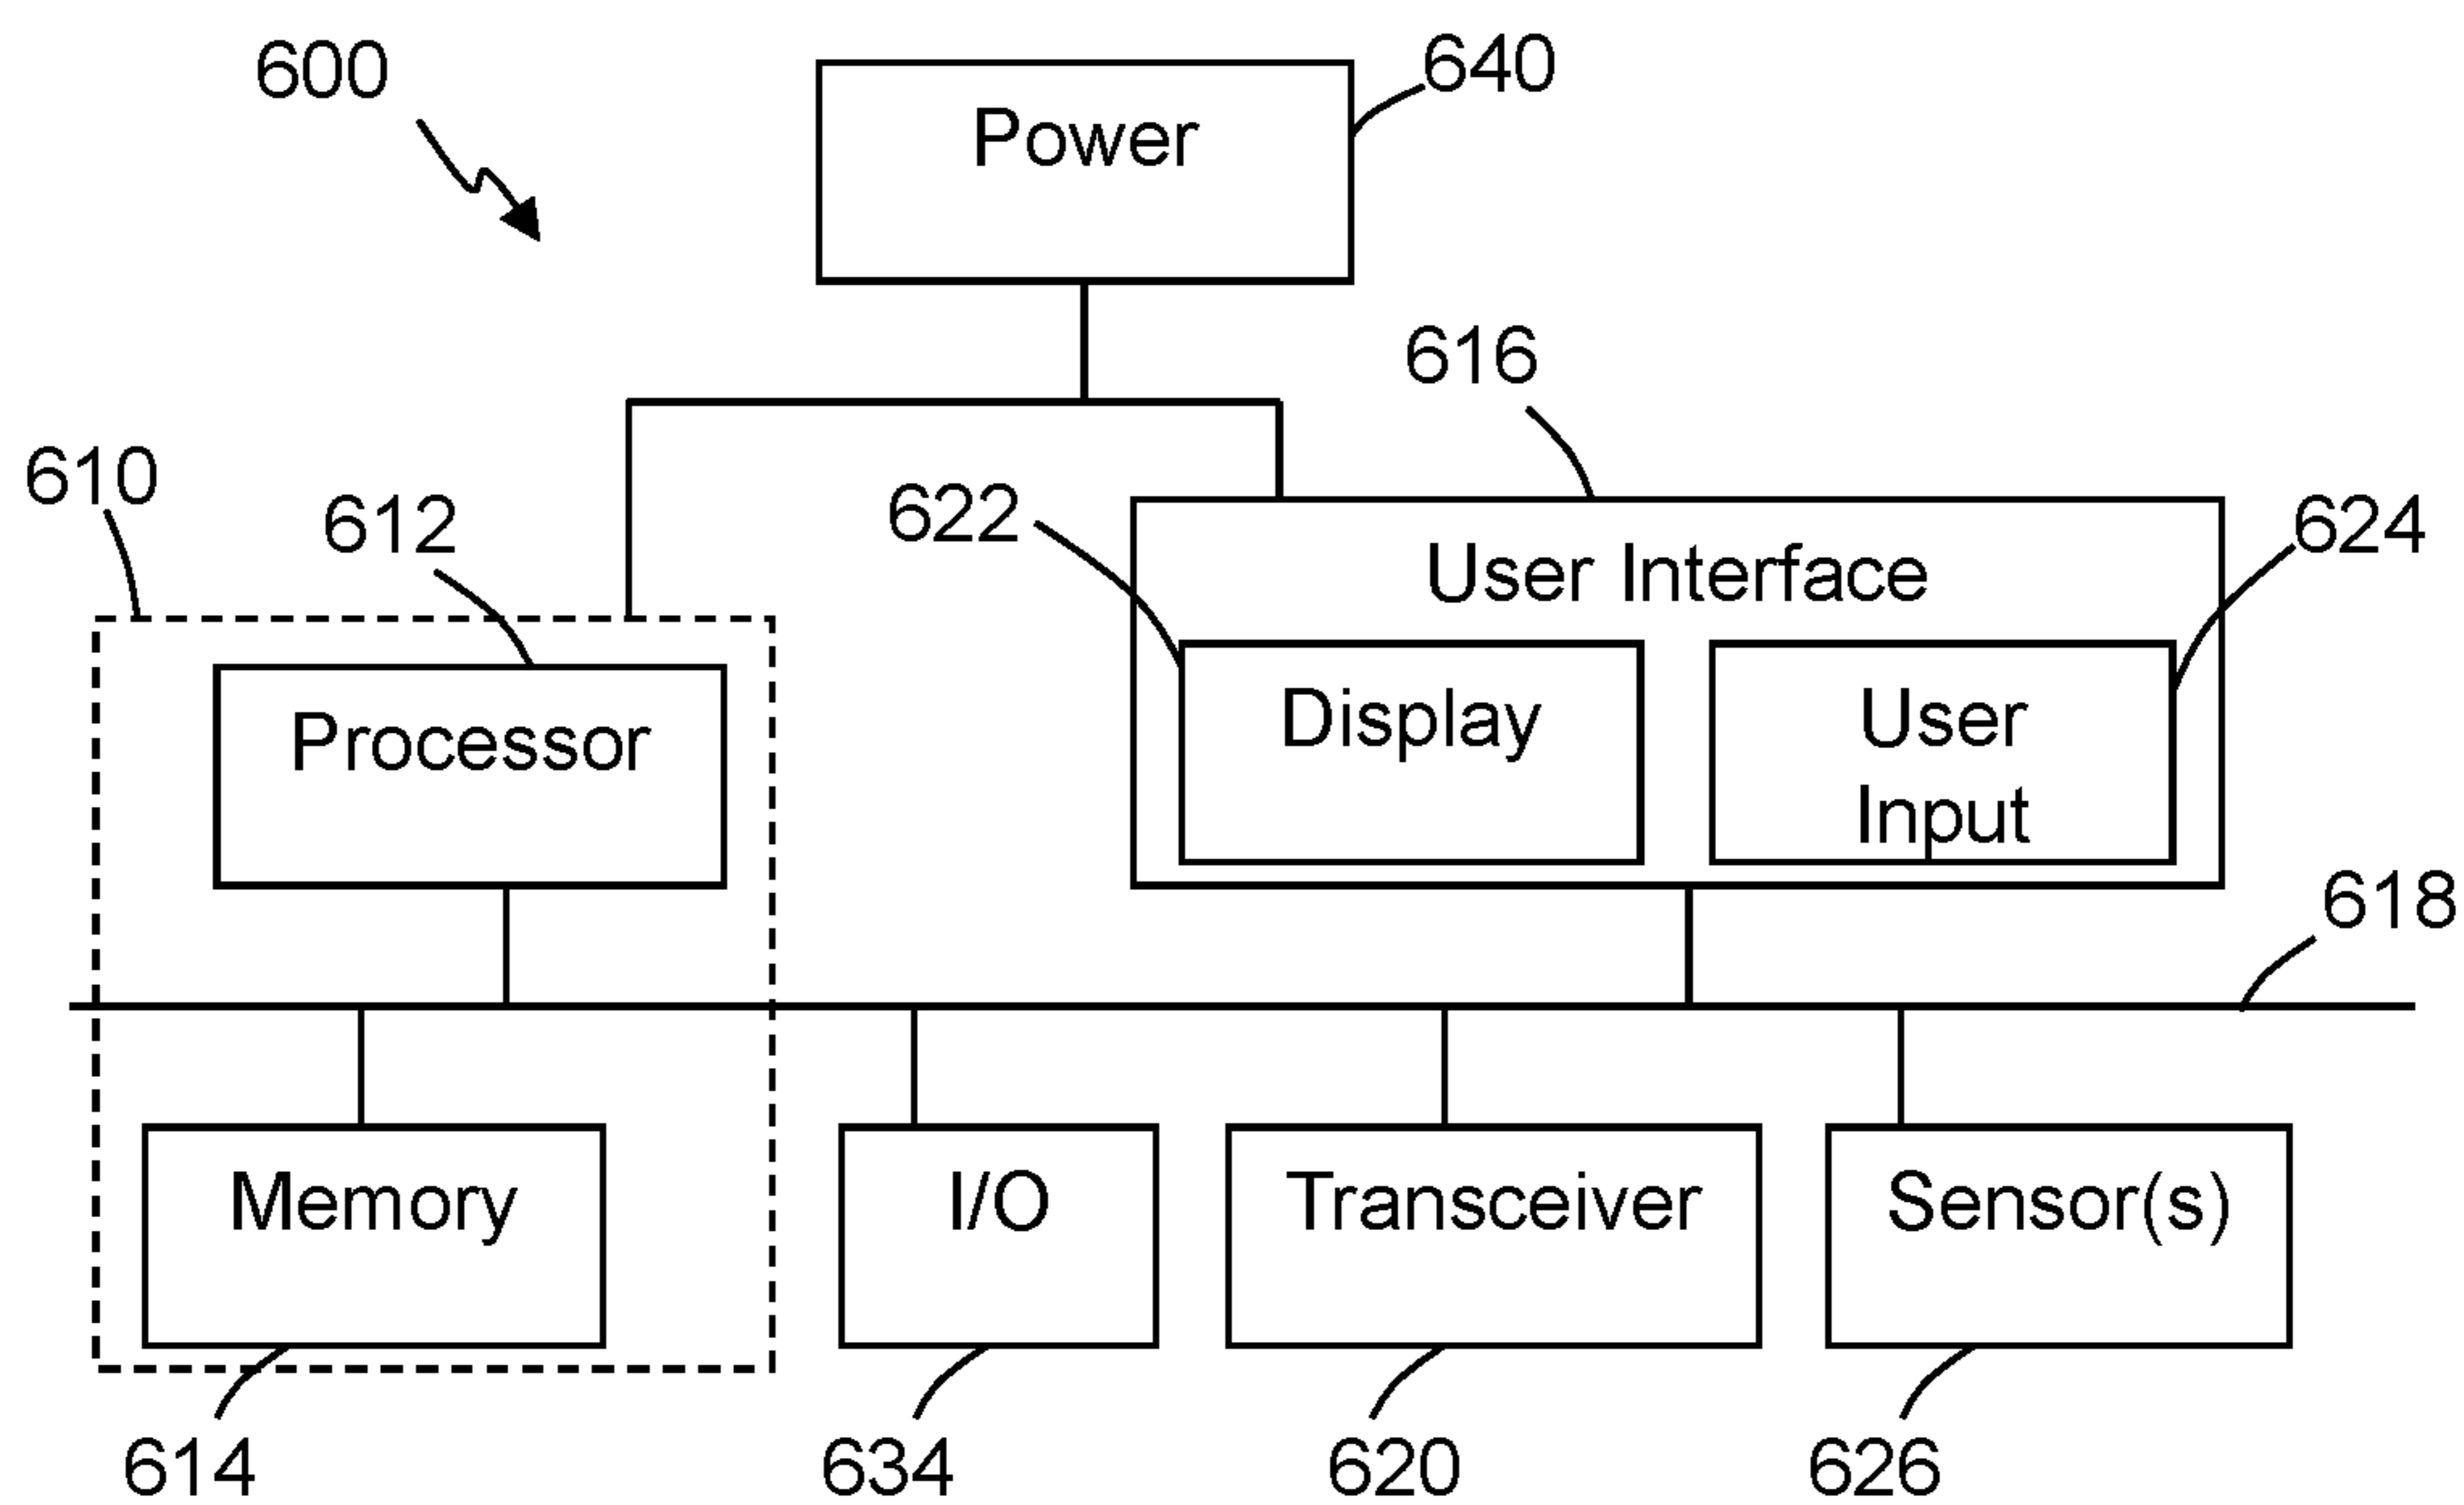 600
640
Power
616
610
612
622
624
User Interface
Processor
Display
User
Input
618
Memory
I/O
Transceiver
Sensor(s)
614
634
620
626